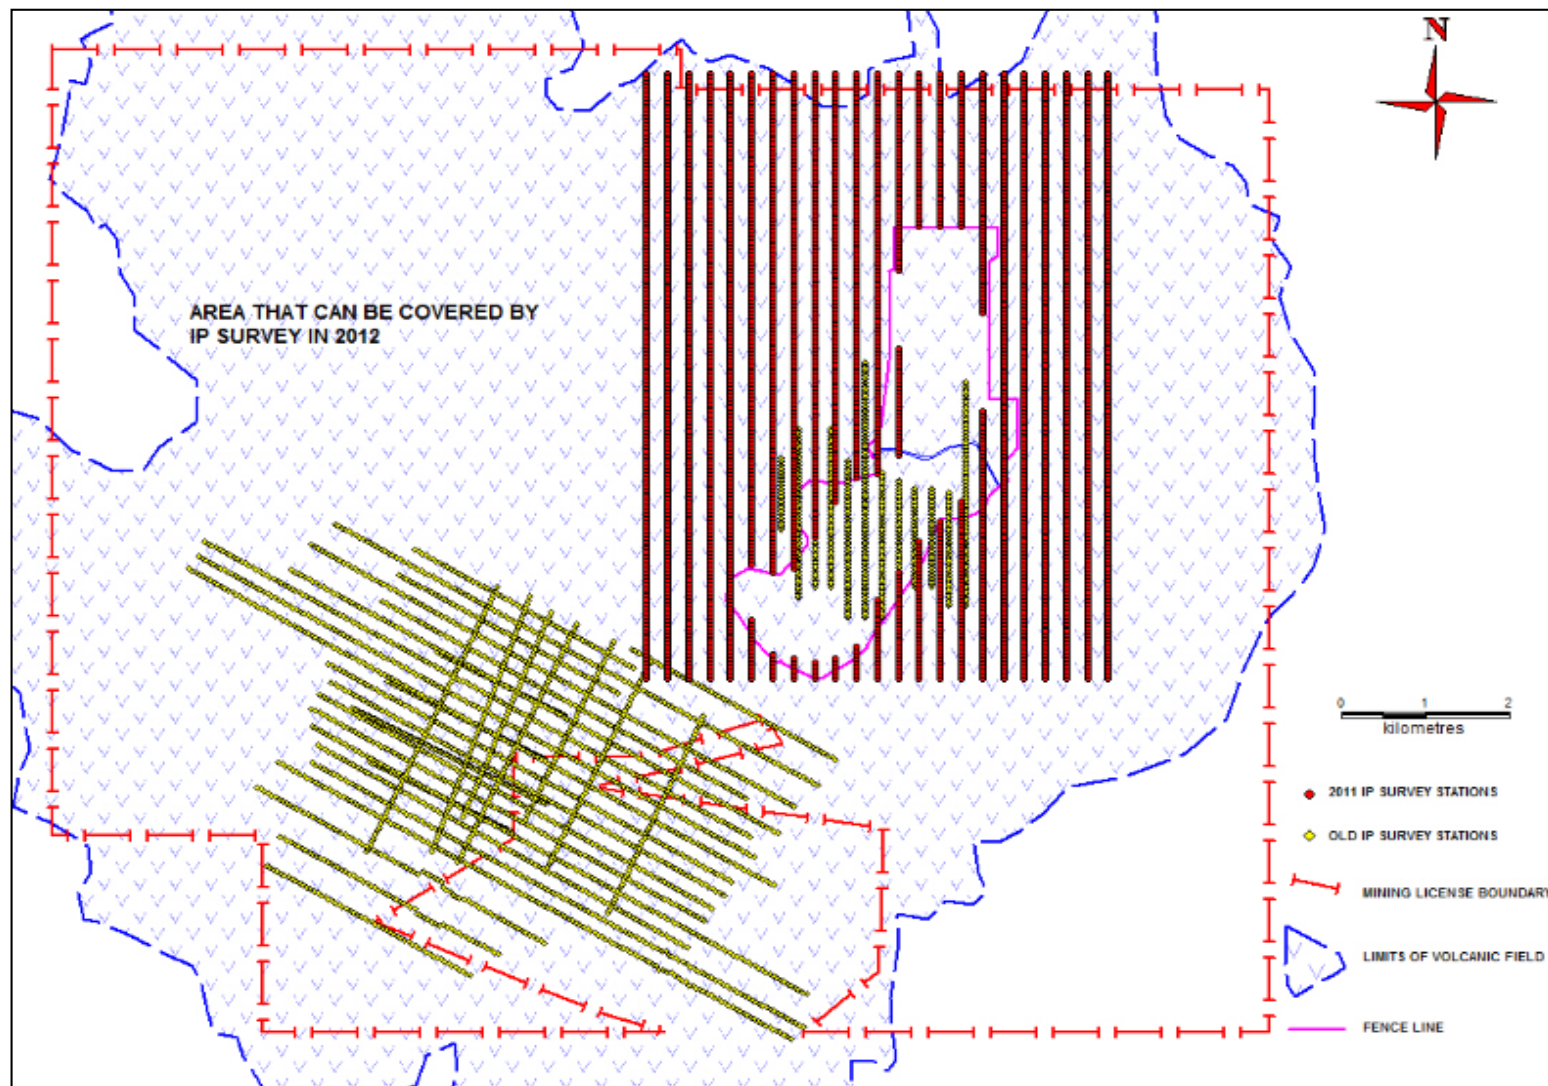 N
AREA THAT CAN BE COVERED BY
IP SURVEY IN 2012
0 1 2
kilometres
2011 IP SURVEY STATIONS
OLD IP SURVEY STATIONS
MINING LICENSE BOUNDARY
LIMITS OF VOLCANIC FIELD
FENCE LINE